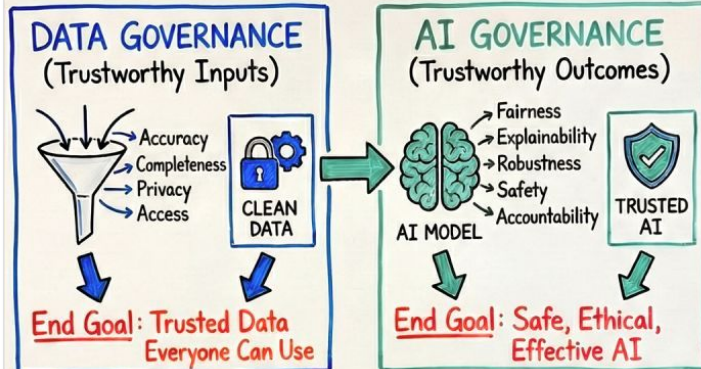 DATA GOVERNANCE
(Trustworthy Inputs)
Accuracy
Completeness
Privacy
Access
CLEAN
DATA
End Goal: Trusted Data
Everyone Can Use
AI GOVERNANCE
(Trustworthy Outcomes)
Fairness
Explainability
Robustness
Safety
Accountability
AI MODEL
TRUSTED
AI
End Goal: Safe, Ethical,
Effective AI